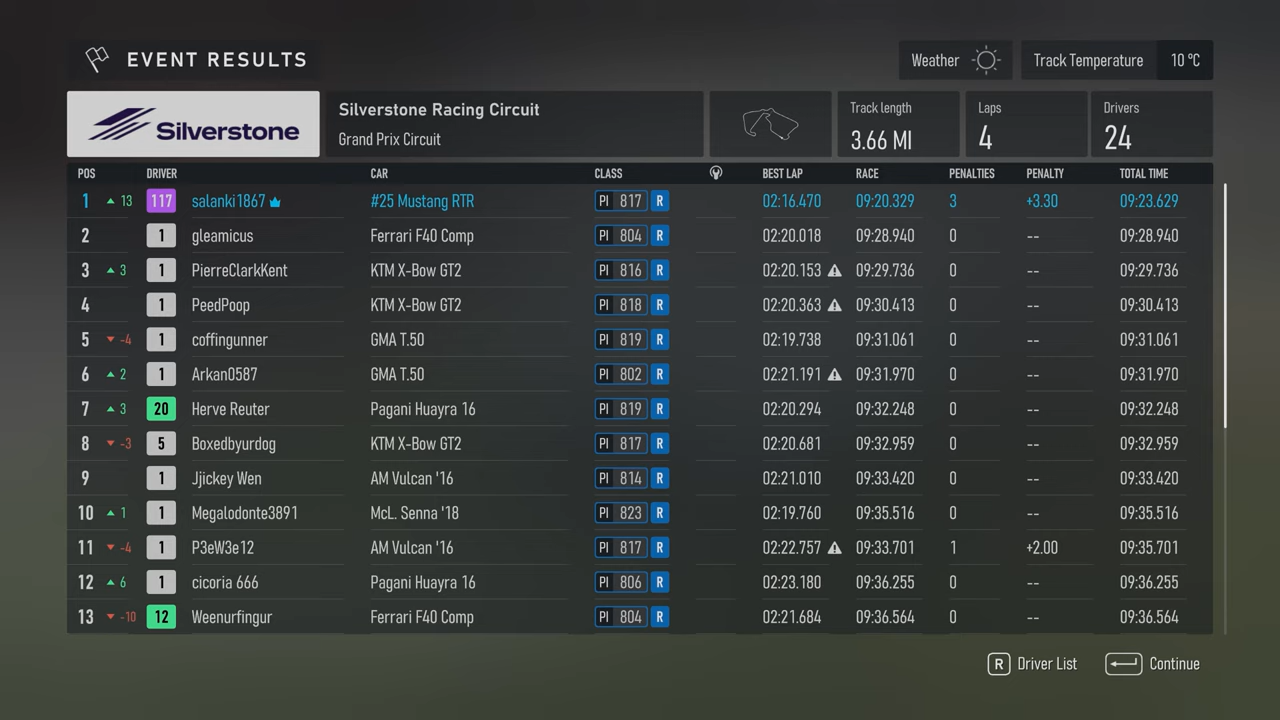 EVENT RESULTS
Weather
Track Temperature 10 °C
Silverstone
Silverstone Racing Circuit
Grand Prix Circuit
Track length
3.66 MI
Laps
4
Drivers
24
POS DRIVER CAR CLASS BEST LAP RACE PENALTIES PENALTY TOTAL TIME
1 13 117 salanki1867 #25 Mustang RTR PI 817 R 02:16.470 09:20.329 3 +3.30 09:23.629
2 1 gleamicus Ferrari F40 Comp PI 804 R 02:20.018 09:28.940 0 -- 09:28.940
3 3 1 PierreClarkKent KTM X-Bow GT2 PI 816 R 02:20.153 09:29.736 0 -- 09:29.736
4 1 PeedPoop KTM X-Bow GT2 PI 818 R 02:20.363 09:30.413 0 -- 09:30.413
5 -4 1 coffingunner GMA T.50 PI 819 R 02:19.738 09:31.061 0 -- 09:31.061
6 2 1 Arkan0587 GMA T.50 PI 802 R 02:21.191 09:31.970 0 -- 09:31.970
7 3 20 Herve Reuter Pagani Huayra 16 PI 819 R 02:20.294 09:32.248 0 -- 09:32.248
8 -3 5 Boxedbyurdog KTM X-Bow GT2 PI 817 R 02:20.681 09:32.959 0 -- 09:32.959
9 1 Jjickey Wen AM Vulcan '16 PI 814 R 02:21.010 09:33.420 0 -- 09:33.420
10 1 1 Megalodonte3891 McL. Senna '18 PI 823 R 02:19.760 09:35.516 0 -- 09:35.516
11 -4 1 P3eW3e12 AM Vulcan '16 PI 817 R 02:22.757 09:33.701 1 +2.00 09:35.701
12 6 1 cicoria 666 Pagani Huayra 16 PI 806 R 02:23.180 09:36.255 0 -- 09:36.255
13 -10 12 Weenurfingur Ferrari F40 Comp PI 804 R 02:21.684 09:36.564 0 -- 09:36.564
R Driver List Continue